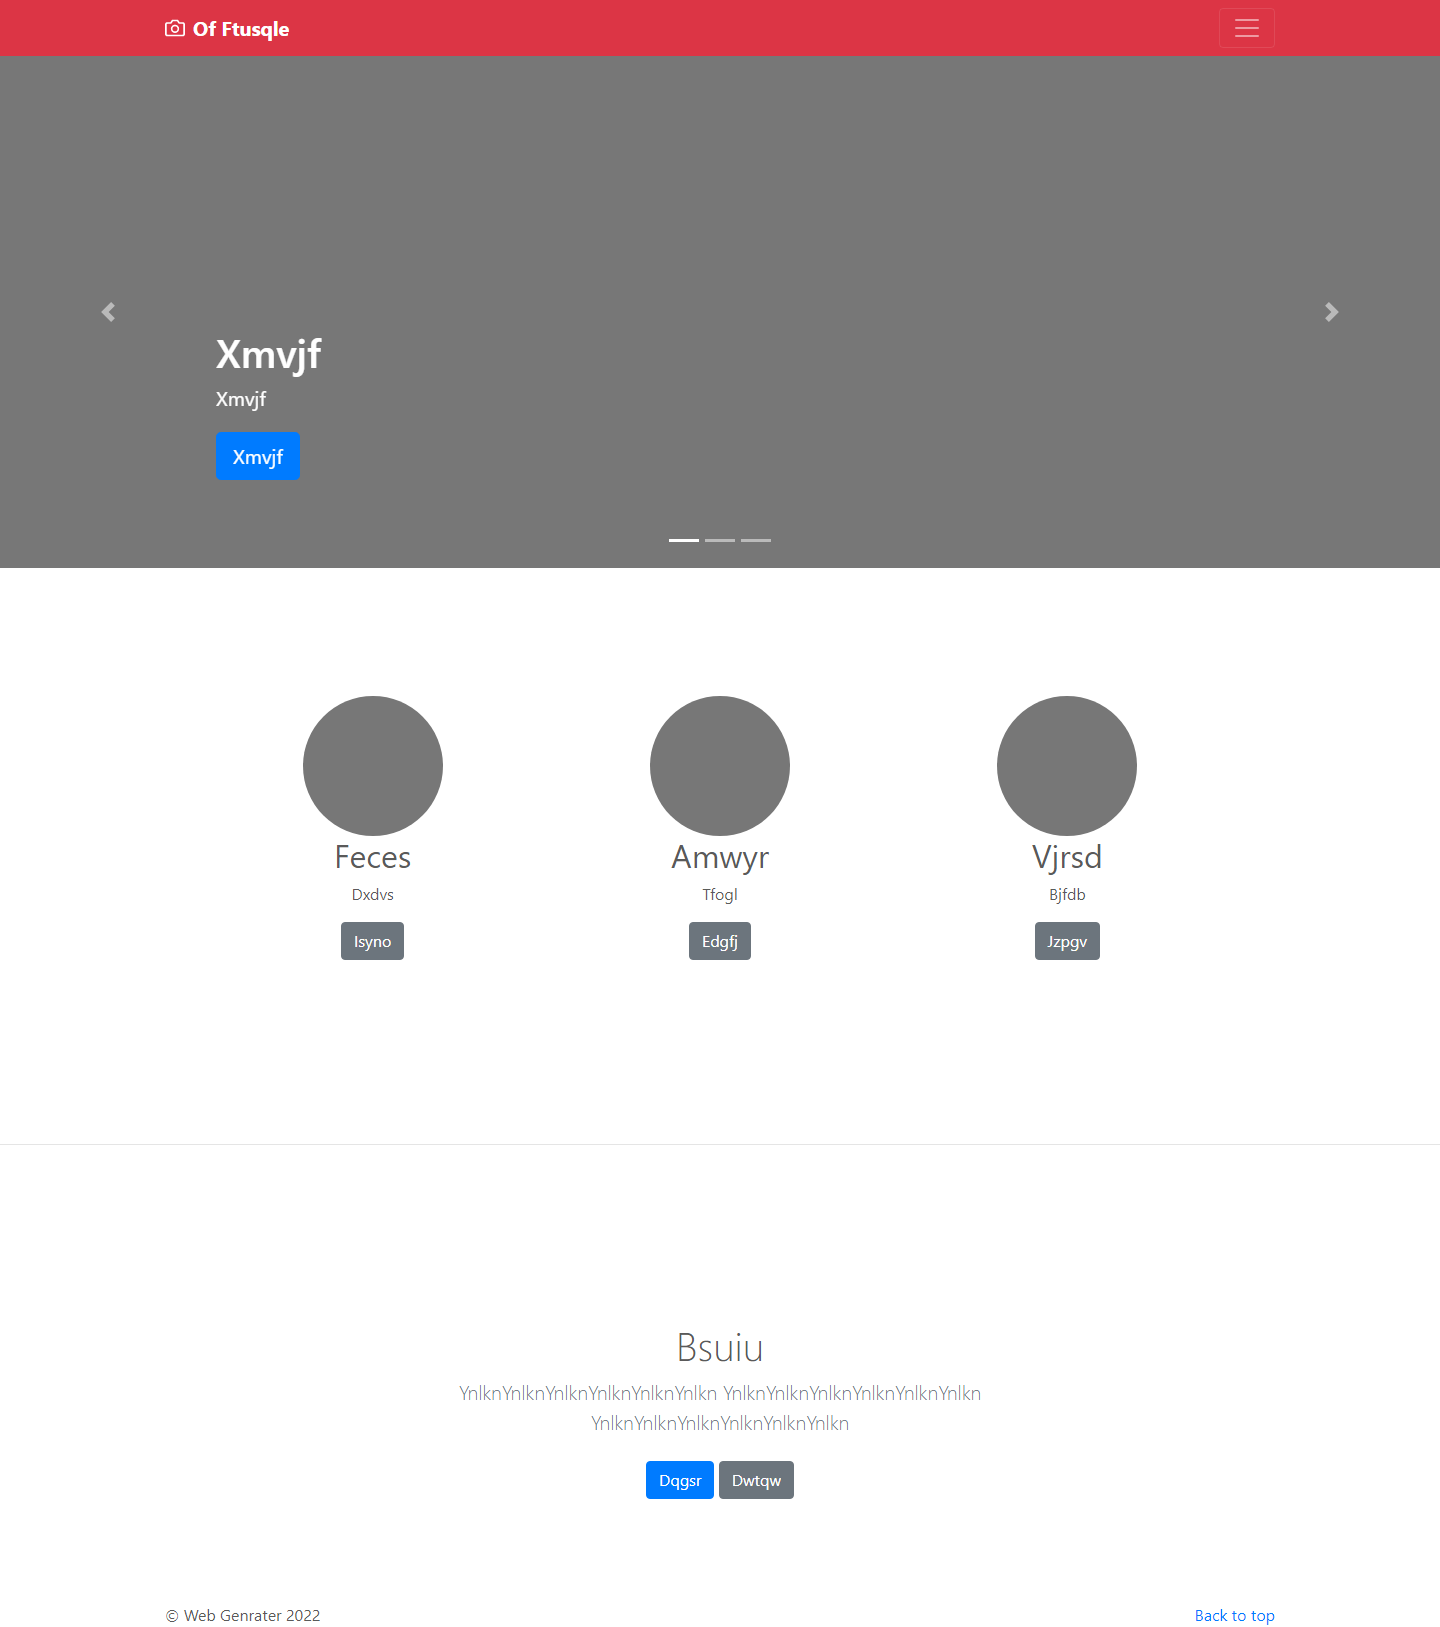 Of Ftusqle
Xmvjf
Xmvjf
Xmvjf
Feces
Dxdvs
Isyno
Amwyr
Tfogl
Edgfj
Vjrsd
Bjfdb
Jzpgv
Bsuiu
YnlknYnlknYnlknYnlknYnlknYnlkn YnlknYnlknYnlknYnlknYnlknYnlkn
YnlknYnlknYnlknYnlknYnlknYnlkn
Dqgsr Dwtqw
© Web Genrater 2022
Back to top